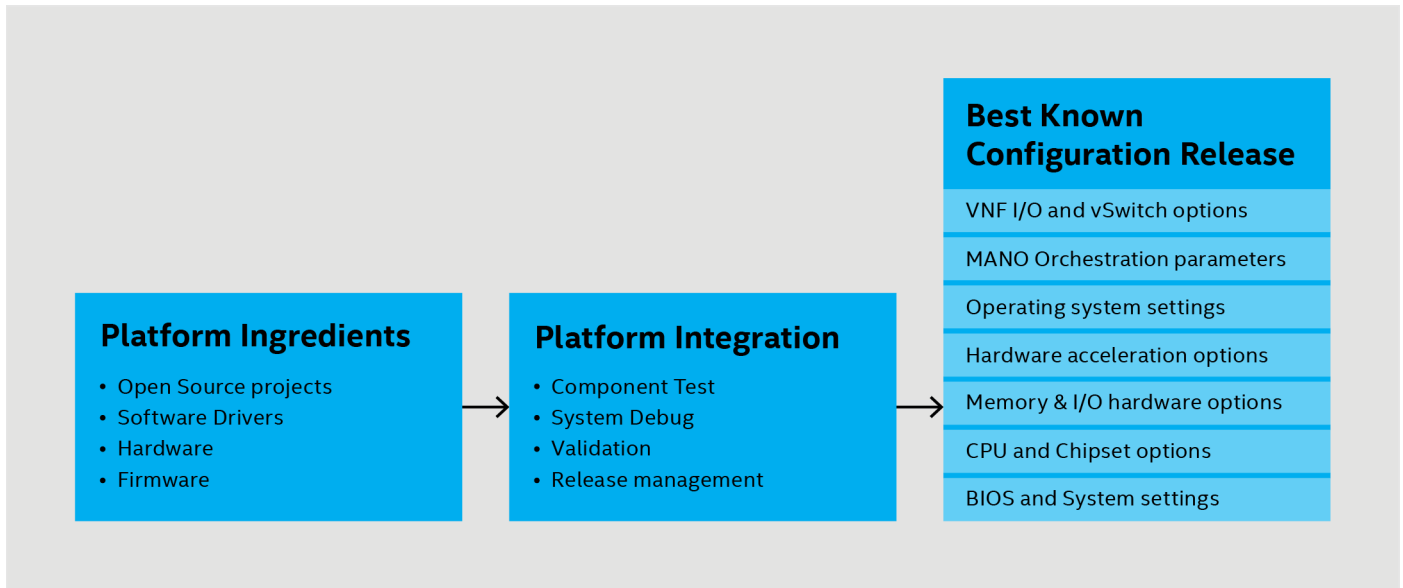 Platform Ingredients
• Open Source projects
• Software Drivers
• Hardware
• Firmware
Platform Integration
• Component Test
• System Debug
• Validation
• Release management
Best Known
Configuration Release
VNF I/O and vSwitch options
MANO Orchestration parameters
Operating system settings
Hardware acceleration options
Memory & I/O hardware options
CPU and Chipset options
BIOS and System settings